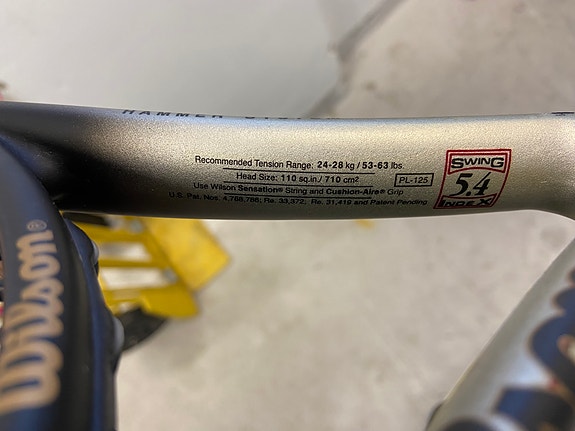 HAMMER
Recommended Tension Range: 24-28 kg / 53-63 lbs.
Head Size: 110 sq.in./ 710 cm²
PL-125
Use Wilson Sensation® String and Cushion-Aire® Grip
U.S. Pat. Nos. 4,768,786; Re. 33,372; Re. 31,419 and Patent Pending
SWING
5.4
INDEX
Wilson®